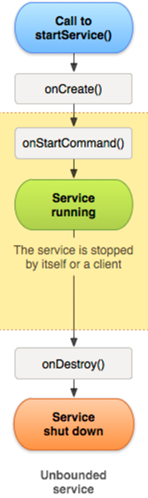 Call to
startService()
onCreate()
onStartCommand()
Service
running
The service is stopped
by itself or a client
onDestroy()
Service
shut down
Unbounded
service